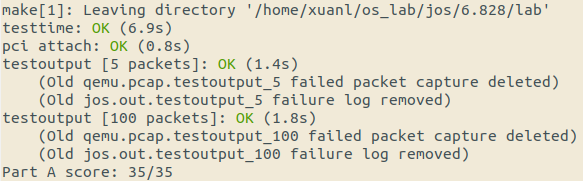 make[1]: Leaving directory '/home/xuanl/os_lab/jos/6.828/lab'
testtime: OK (6.9s)
pci attach: OK (0.8s)
testoutput [5 packets]: OK (1.4s)
    (Old qemu.pcap.testoutput_5 failed packet capture deleted)
    (Old jos.out.testoutput_5 failure log removed)
testoutput [100 packets]: OK (1.8s)
    (Old qemu.pcap.testoutput_100 failed packet capture deleted)
    (Old jos.out.testoutput_100 failure log removed)
Part A score: 35/35